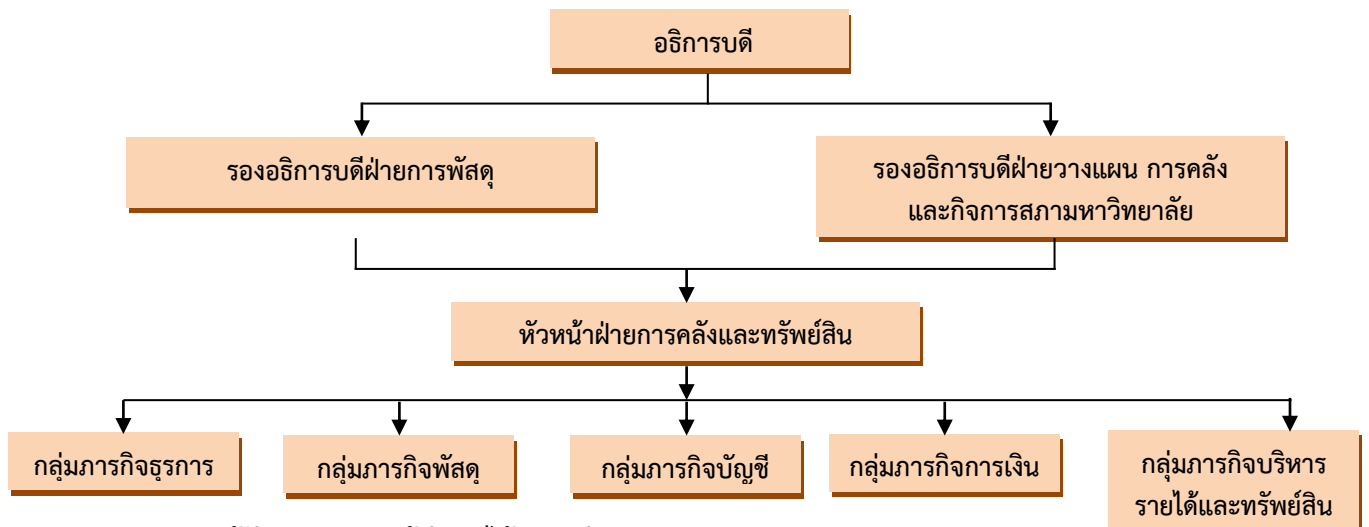 อธิการบดี
รองอธิการบดีฝ่ายการพัสดุ
รองอธิการบดีฝ่ายวางแผน การคลัง
และกิจการสภามหาวิทยาลัย
หัวหน้าฝ่ายการคลังและทรัพย์สิน
กลุ่มภารกิจธุรการ
กลุ่มภารกิจพัสดุ
กลุ่มภารกิจบัญชี
กลุ่มภารกิจการเงิน
กลุ่มภารกิจบริหาร
รายได้และทรัพย์สิน